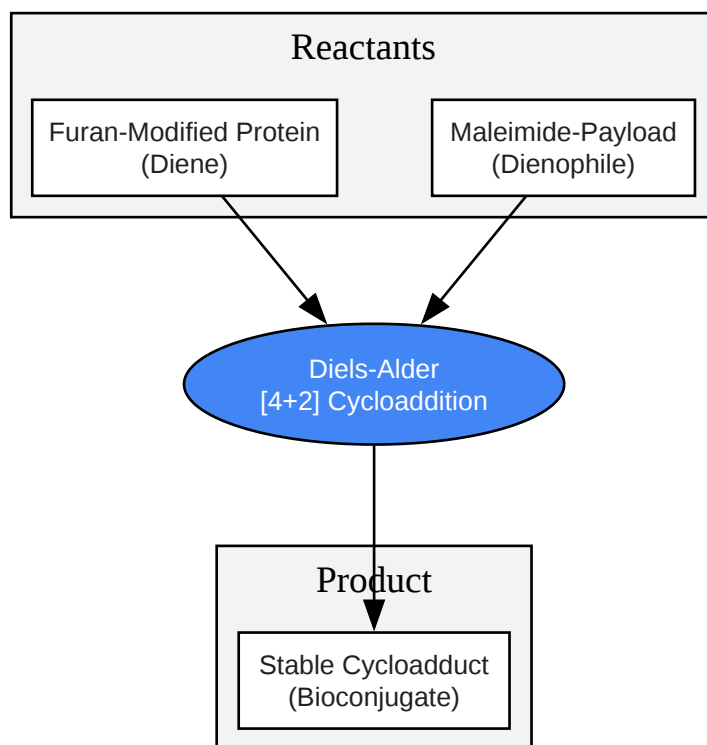 Reactants
Furan-Modified Protein
(Diene)
Maleimide-Payload
(Dienophile)
Diels-Alder
[4+2] Cycloaddition
Product
Stable Cycloadduct
(Bioconjugate)